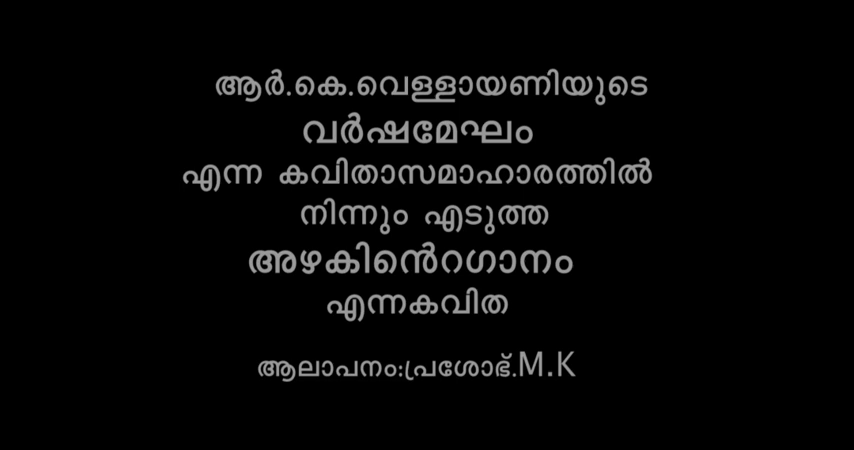 ആർ.കെ.വെള്ളായണിയുടെ
വർഷമേഘം
എന്ന കവിതാസമാഹാരത്തിൽ
നിന്നും എടുത്ത
അഴകിൻെറഗാനം
എന്നകവിത
ആലാപനം:പ്രശോഭ്.M.K